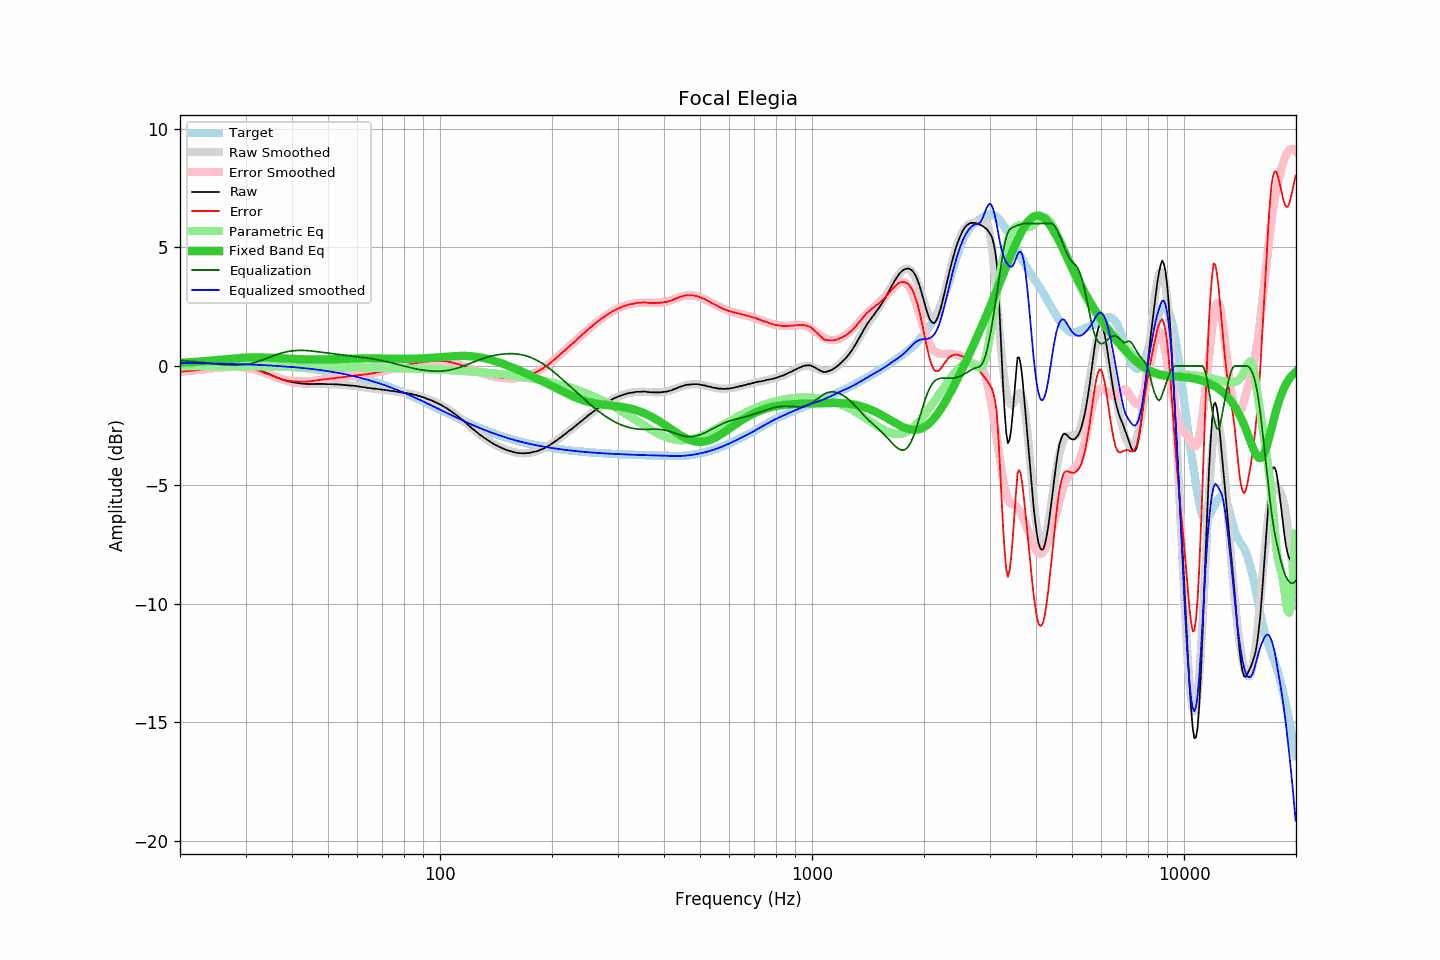 Focal Elegia
10
5
0
−5
−10
−15
−20
Amplitude (dBr)
Target
Raw Smoothed
Error Smoothed
Raw
Error
Parametric Eq
Fixed Band Eq
Equalization
Equalized smoothed
100
1000
10000
Frequency (Hz)